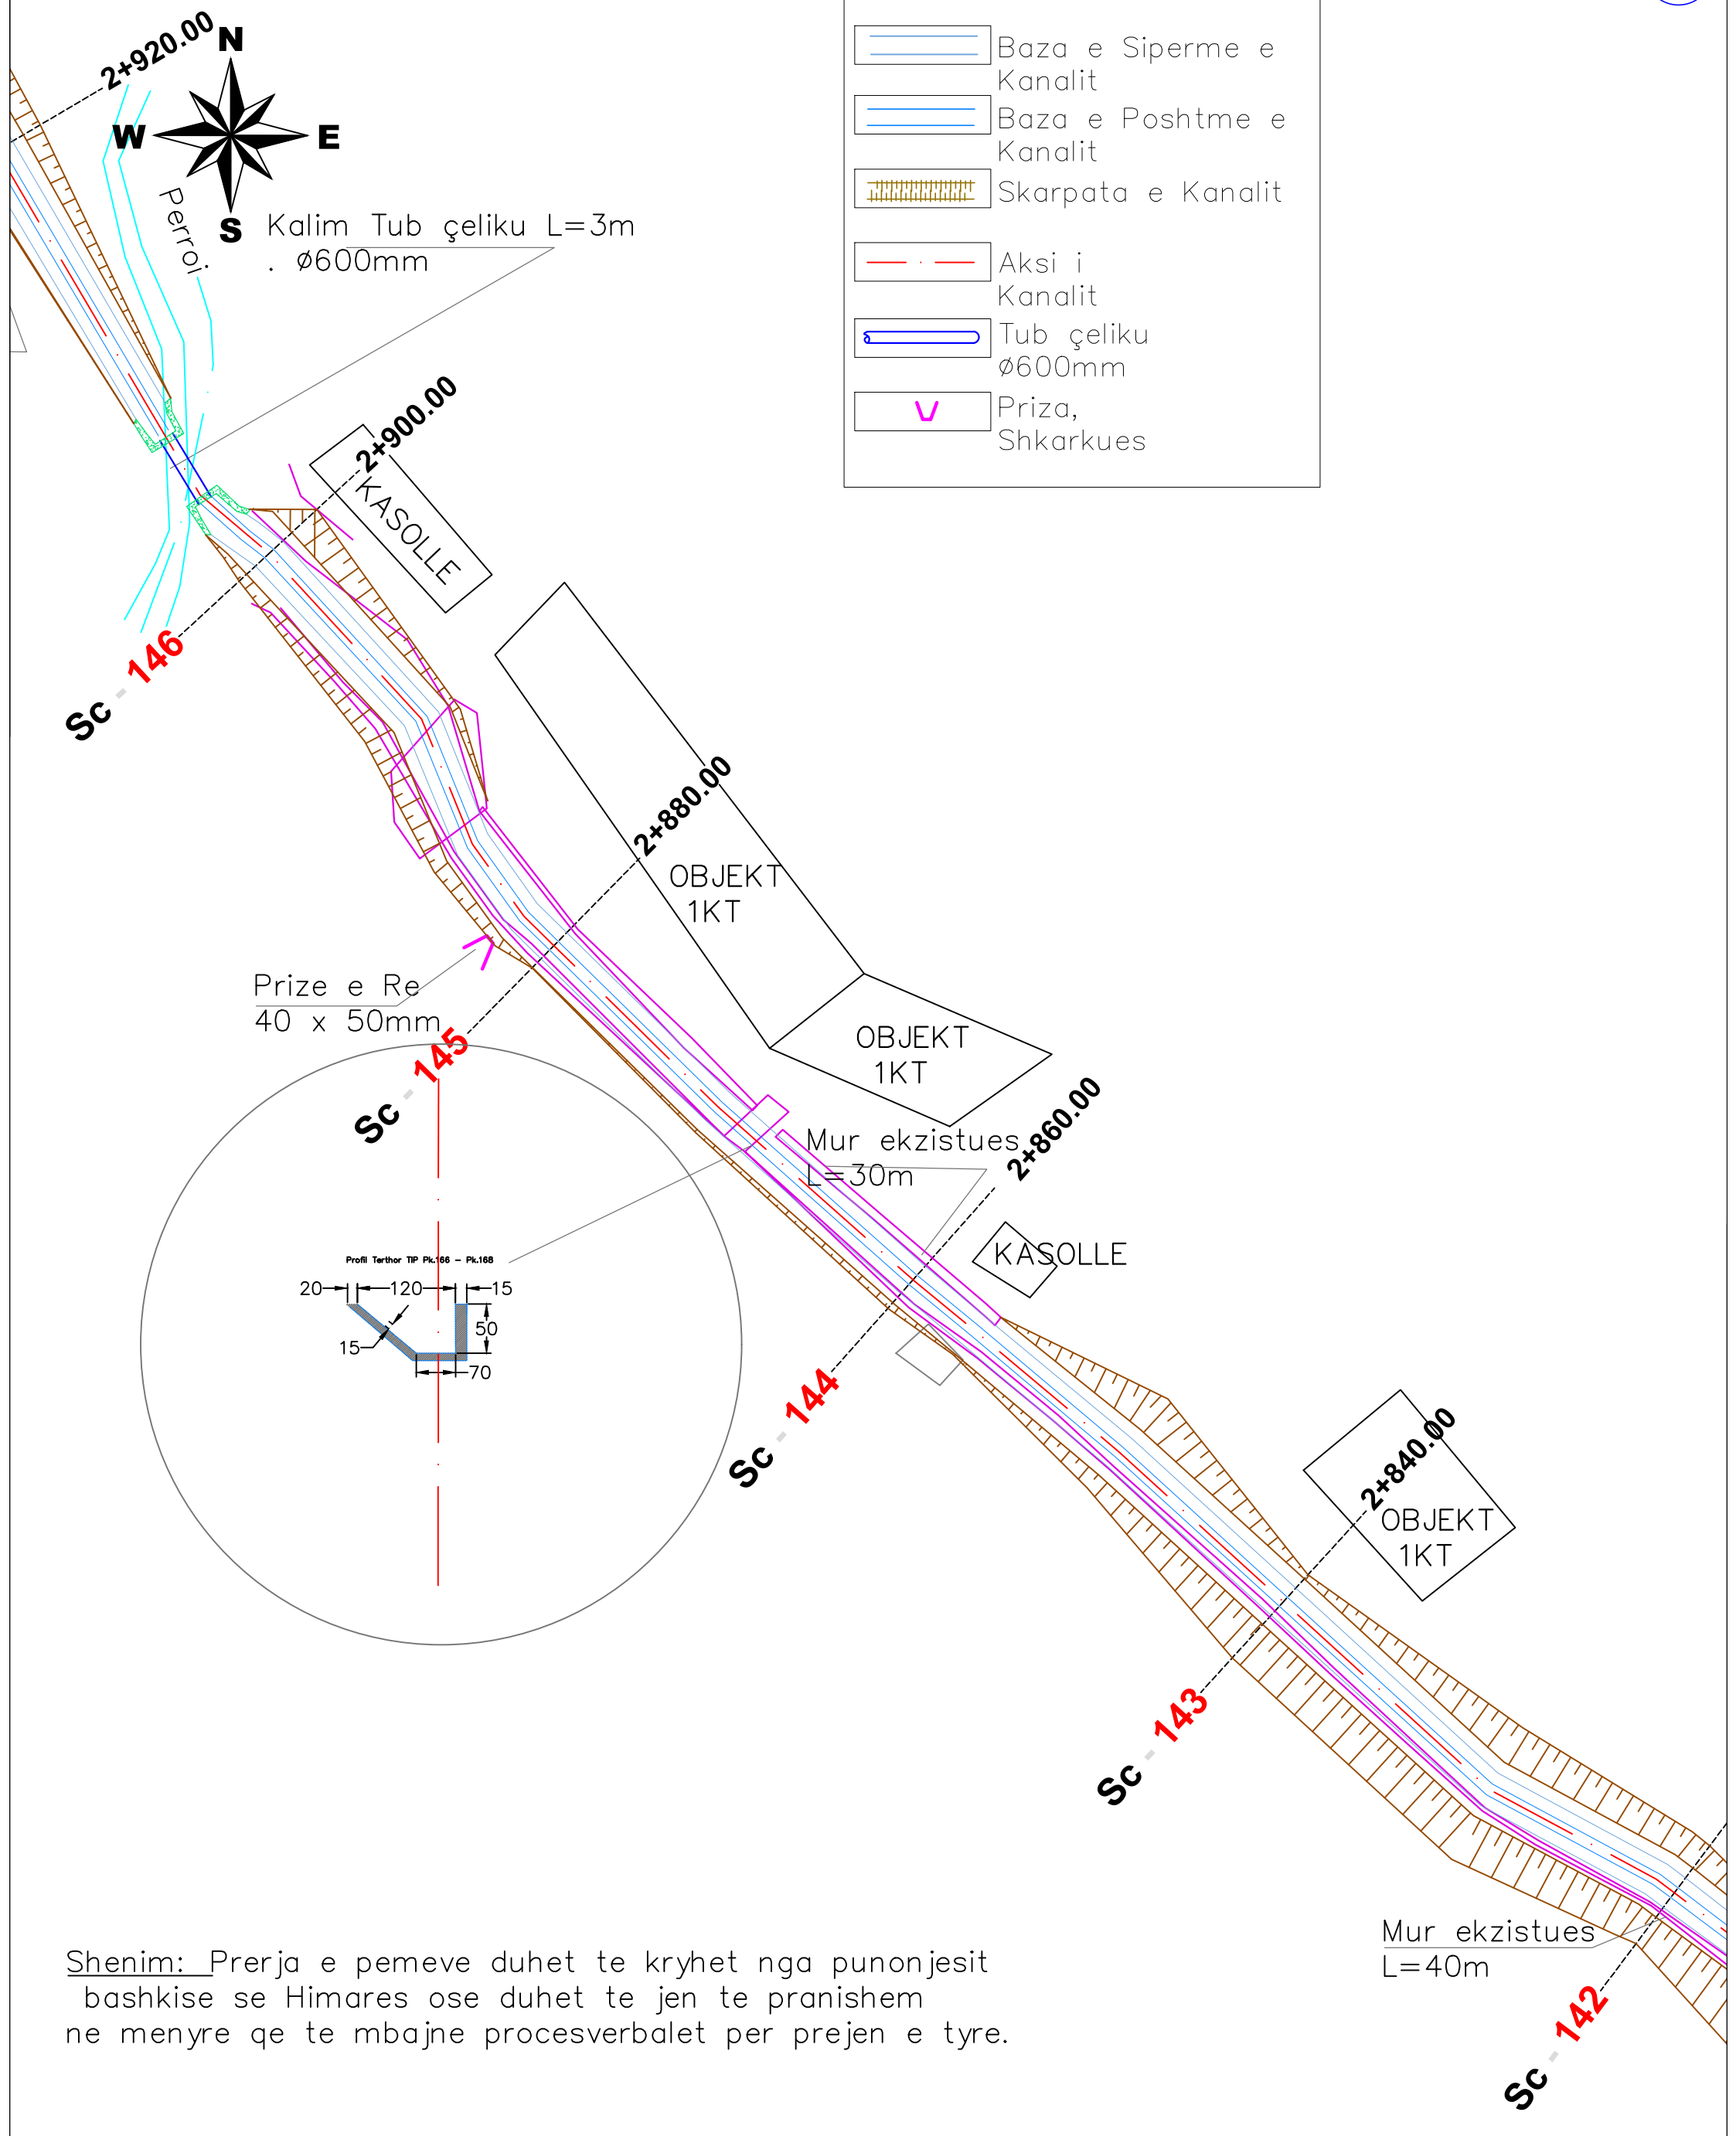 2+920.00
N
W
E
S
Perroi
Kalim Tub çeliku L=3m
. Ø600mm
Baza e Siperme e
Kanalit
Baza e Poshtme e
Kanalit
Skarpata e Kanalit
Aksi i
Kanalit
Tub çeliku
Ø600mm
Priza,
Shkarkues
2+900.00
KASOLLE
Sc - 146
2+880.00
OBJEKT
1KT
Prize e Re
40 x 50mm
Sc - 145
OBJEKT
1KT
2+860.00
Mur ekzistues
L=30m
KASOLLE
Profil Terthor TIP Pk.166 - Pk.168
20
120
15
50
15
70
Sc - 144
2+840.00
OBJEKT
1KT
Sc - 143
Mur ekzistues
L=40m
Sc - 142
Shenim: Prerja e pemeve duhet te kryhet nga punonjesit
bashkise se Himares ose duhet te jen te pranishem
ne menyre qe te mbajne procesverbalet per prejen e tyre.